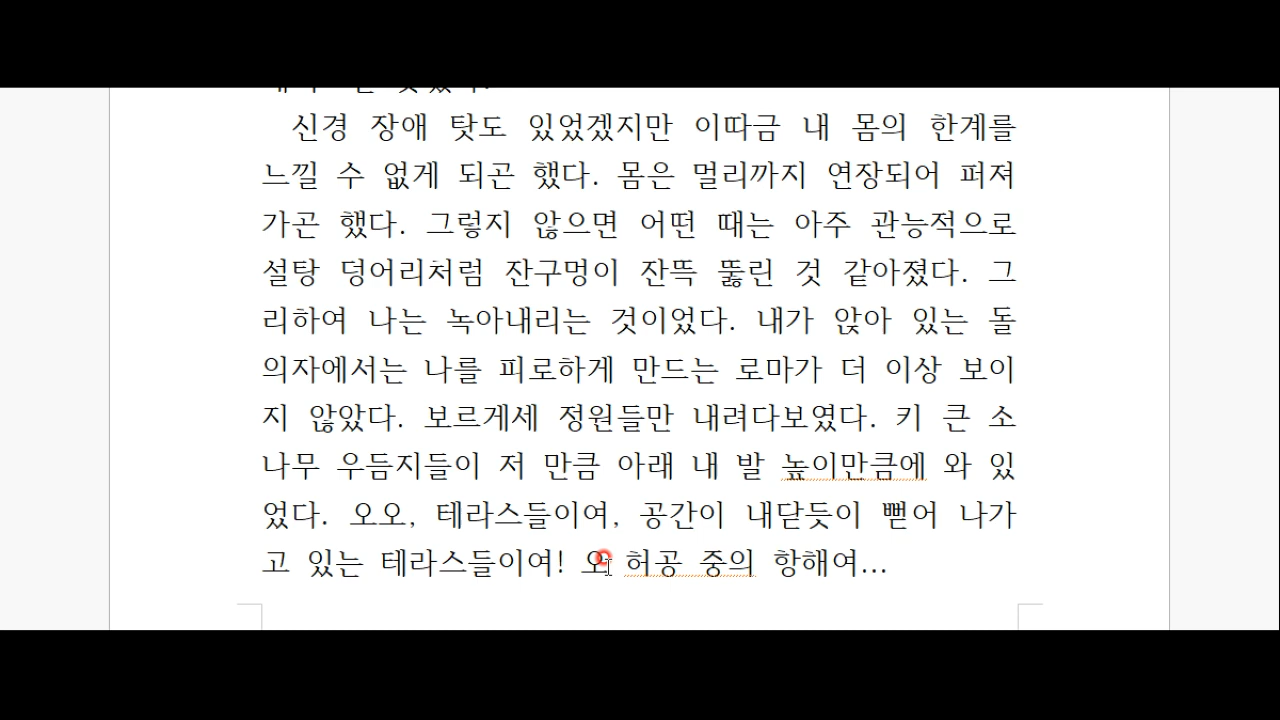 신경 장애 탓도 있었겠지만 이따금 내 몸의 한계를
느낄 수 없게 되곤 했다. 몸은 멀리까지 연장되어 퍼져
가곤 했다. 그렇지 않으면 어떤 때는 아주 관능적으로
설탕 덩어리처럼 잔구멍이 잔뜩 뚫린 것 같아졌다. 그
리하여 나는 녹아내리는 것이었다. 내가 앉아 있는 돌
의자에서는 나를 피로하게 만드는 로마가 더 이상 보이
지 않았다. 보르게세 정원들만 내려다보였다. 키 큰 소
나무 우듬지들이 저 만큼 아래 내 발 높이만큼에 와 있
었다. 오오, 테라스들이여, 공간이 내닫듯이 뻗어 나가
고 있는 테라스들이여! 오 허공 중의 항해여...